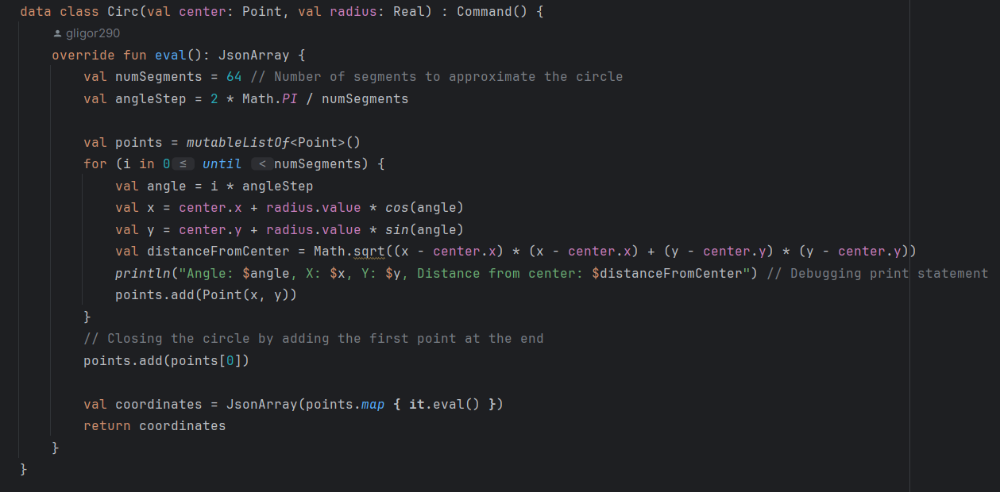 data class Circ(val center: Point, val radius: Real) : Command() {
gligor290
override fun eval(): JsonArray {
val numSegments = 64 // Number of segments to approximate the circle
val angleStep = 2 * Math.PI / numSegments
val points = mutableListOf<Point>()
for (i in 0 ≤ until < numSegments) {
val angle = i * angleStep
val x = center.x + radius.value * cos(angle)
val y = center.y + radius.value * sin(angle)
val distanceFromCenter = Math.sqrt((x - center.x) * (x - center.x) + (y - center.y) * (y - center.y))
println("Angle: $angle, X: $x, Y: $y, Distance from center: $distanceFromCenter") // Debugging print statement
points.add(Point(x, y))
}
// Closing the circle by adding the first point at the end
points.add(points[0])
val coordinates = JsonArray(points.map { it.eval() })
return coordinates
}
}